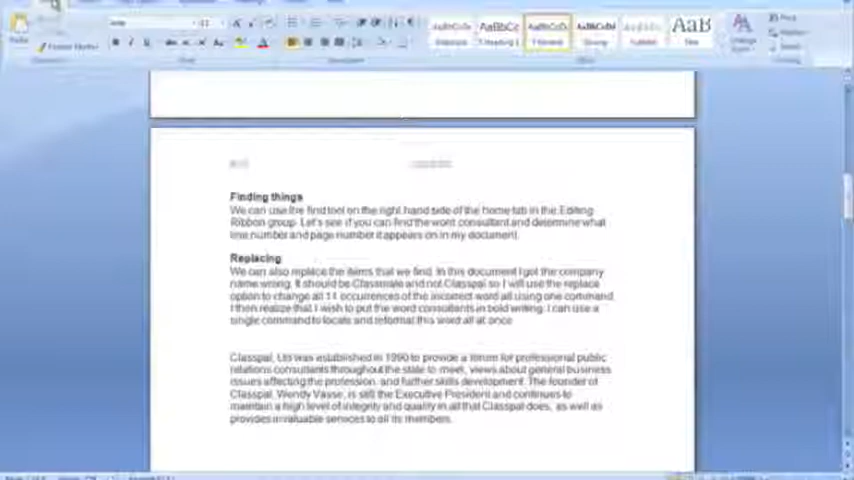 AaBbCcDc AaBbCc AaBbCcDc AaBbCcDc AaBbCcDc AaB
Finding things
We can use the find tool on the right hand side of the home tab in the Editing
Ribbon group. Let's see if you can find the word consultant and determine what
line number and page number it appears on in my document.
Replacing
We can also replace the items that we find. In this document I got the company
name wrong. It should be Classmate and not Classpal so I will use the replace
option to change all 11 occurrences of the incorrect word all using one command.
I then realize that I wish to put the word consultants in bold writing. I can use a
single command to locate and reformat this word all at once
Classpal, Ltd was established in 1990 to provide a forum for professional public
relations consultants throughout the state to meet, views about general business
issues affecting the profession, and further skills development. The founder of
Classpal, Wendy Vasse, is still the Executive President and continues to
maintain a high level of integrity and quality in all that Classpal does, as well as
provides invaluable services to all its members.